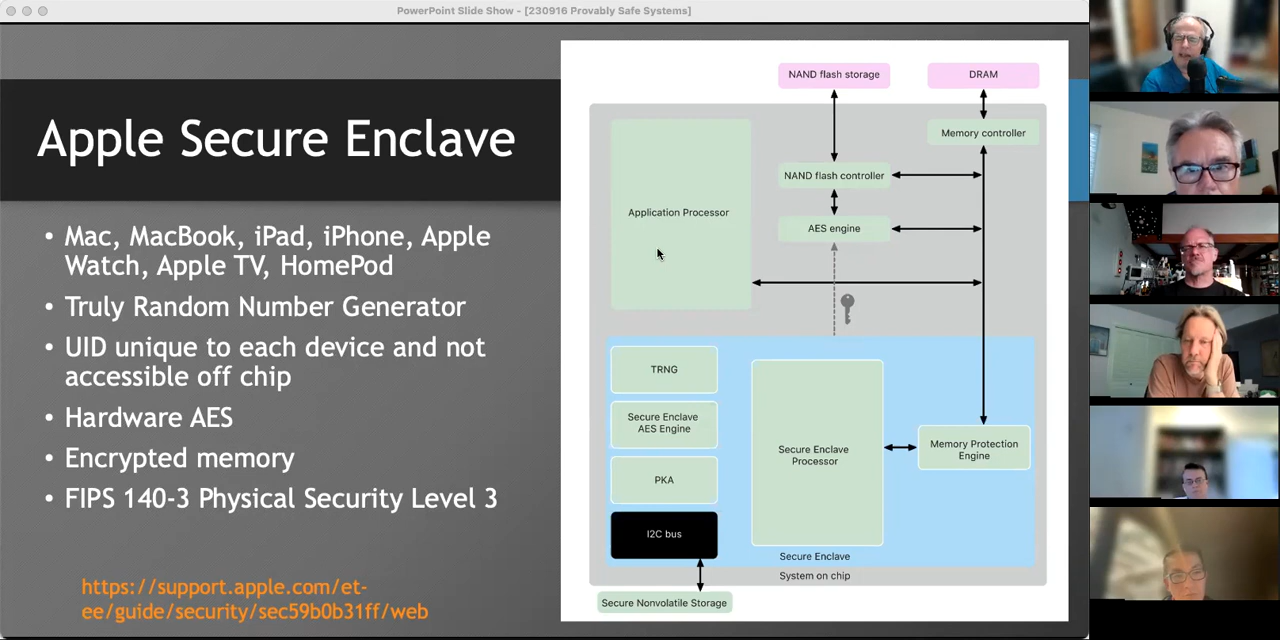 PowerPoint Slide Show - [230916 Provably Safe Systems]
Apple Secure Enclave
• Mac, MacBook, iPad, iPhone, Apple
Watch, Apple TV, HomePod
• Truly Random Number Generator
• UID unique to each device and not
accessible off chip
• Hardware AES
• Encrypted memory
• FIPS 140-3 Physical Security Level 3
https://support.apple.com/et-
ee/guide/security/sec59b0b31ff/web
NAND flash storage
DRAM
Memory controller
NAND flash controller
Application Processor
AES engine
TRNG
Secure Enclave
AES Engine
PKA
I2C bus
Secure Enclave
Processor
Memory Protection
Engine
Secure Enclave
System on chip
Secure Nonvolatile Storage